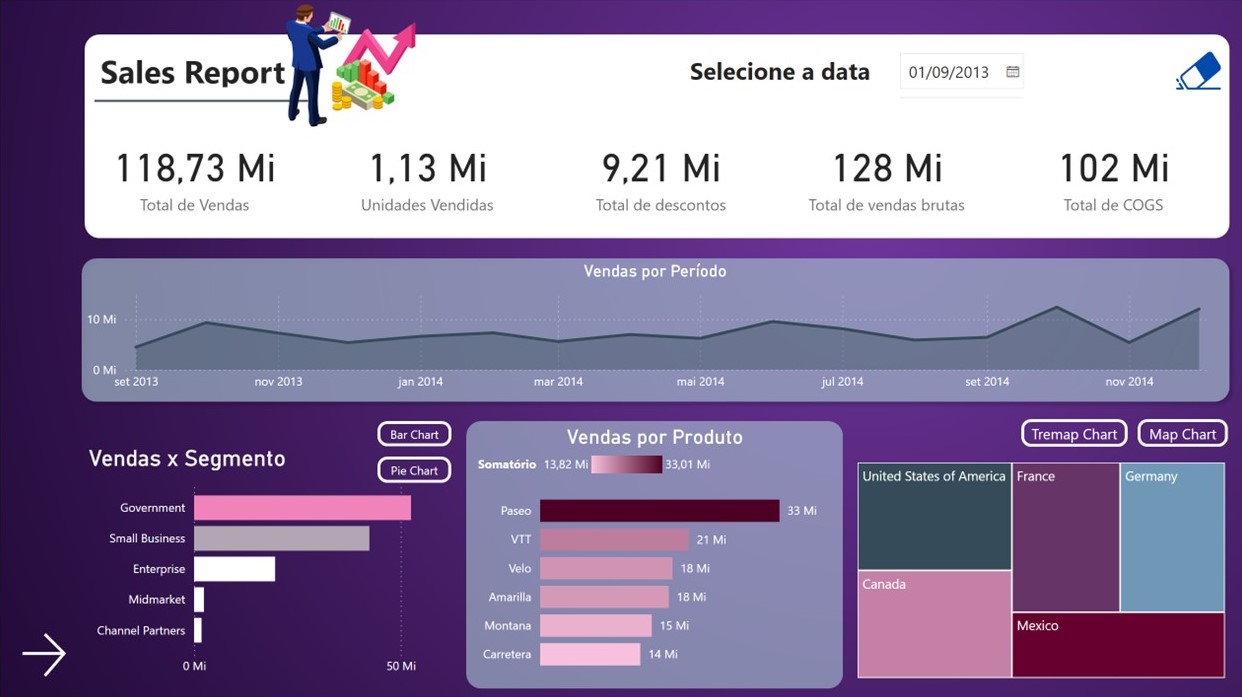 Sales Report
Selecione a data
01/09/2013
118,73 Mi
1,13 Mi
9,21 Mi
128 Mi
102 Mi
Total de Vendas
Unidades Vendidas
Total de descontos
Total de vendas brutas
Total de COGS
Vendas por Período
10 Mi
0 Mi
set 2013
nov 2013
jan 2014
mar 2014
mai 2014
jul 2014
set 2014
nov 2014
Vendas x Segmento
Bar Chart
Pie Chart
Government
Small Business
Enterprise
Midmarket
Channel Partners
0 Mi
50 Mi
Vendas por Produto
Somatório 13,82 Mi 33,01 Mi
Paseo 33 Mi
VTT 21 Mi
Velo 18 Mi
Amarilla 18 Mi
Montana 15 Mi
Carretera 14 Mi
Tremap Chart
Map Chart
United States of America
France
Germany
Canada
Mexico